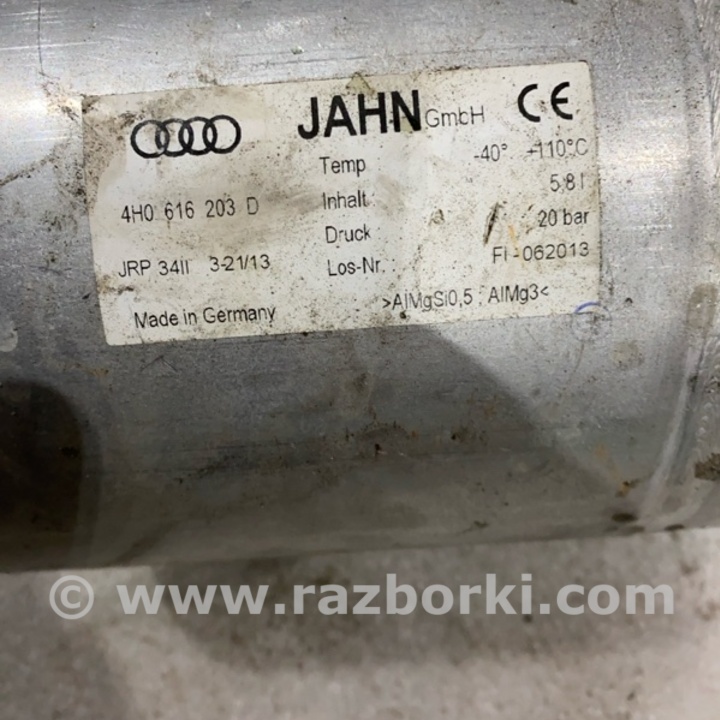 JAHN GmbH CE
Temp -40° +110°C
4H0 616 203 D Inhalt 5,8 l
Druck 20 bar
JRP 34II 3-21/13 Los-Nr.: FI-062013
Made in Germany >AlMgSi0,5 AlMg3<
© www.razborki.com